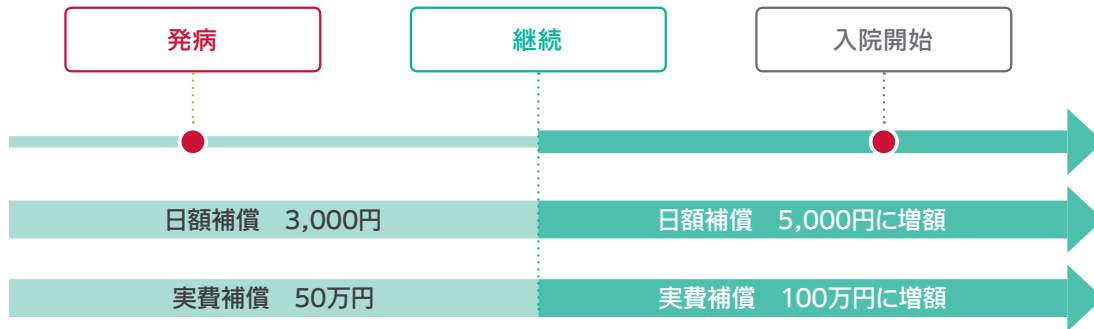 発病
継続
入院開始
日額補償　3,000円
日額補償　5,000円に増額
実費補償　50万円
実費補償　100万円に増額